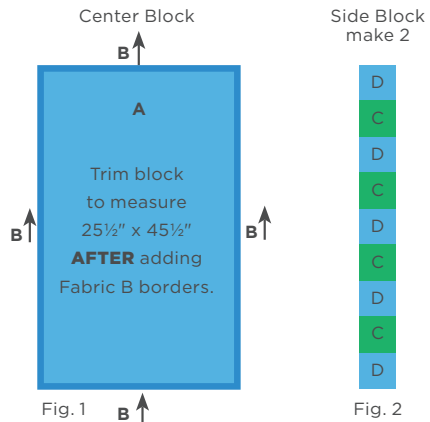 Center Block
B
A
Trim block
to measure
25½" x 45½"
AFTER adding
Fabric B borders.
B
B
Fig. 1
B
Side Block
make 2
D
C
D
C
D
C
D
C
D
Fig. 2